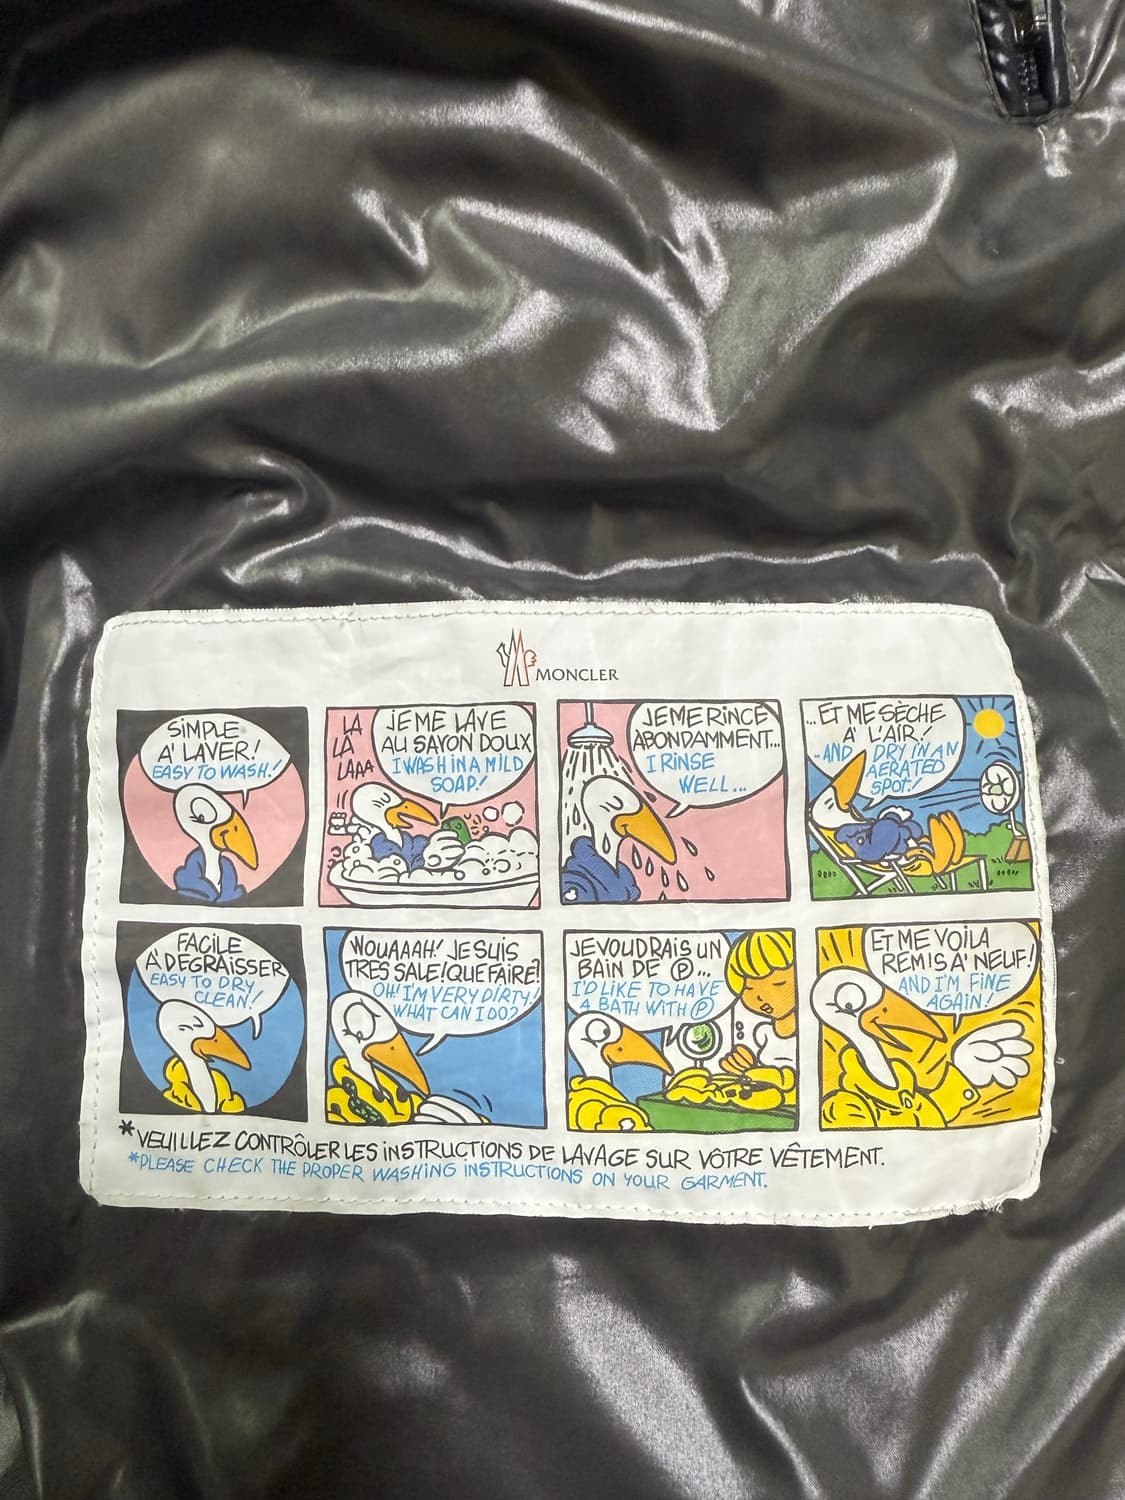 MONCLER
SIMPLE
A' LAVER!
EASY TO WASH!
LA
LA
LAAA
JE ME LAVE
AU SAVON DOUX
I WASH IN A MILD
SOAP!
JE ME RINCE
ABONDAMMENT...
I RINSE
WELL...
...ET ME SÈCHE
A' L'AIR!
...AND DRY IN AN
AERATED
SPOT!
FACILE
A' DEGRAISSER
EASY TO DRY
CLEAN!
WOUAAAH! JE SUIS
TRES SALE! QUE FAIRE?
OH! I'M VERY DIRTY!
WHAT CAN I DO?
JE VOUDRAIS UN
BAIN DE Ⓟ...
I'D LIKE TO HAVE
A BATH WITH Ⓟ
ET ME VOILA
REMIS A' NEUF!
AND I'M FINE
AGAIN!
*VEUILLEZ CONTRÔLER LES INSTRUCTIONS DE LAVAGE SUR VÔTRE VÊTEMENT.
*PLEASE CHECK THE PROPER WASHING INSTRUCTIONS ON YOUR GARMENT.